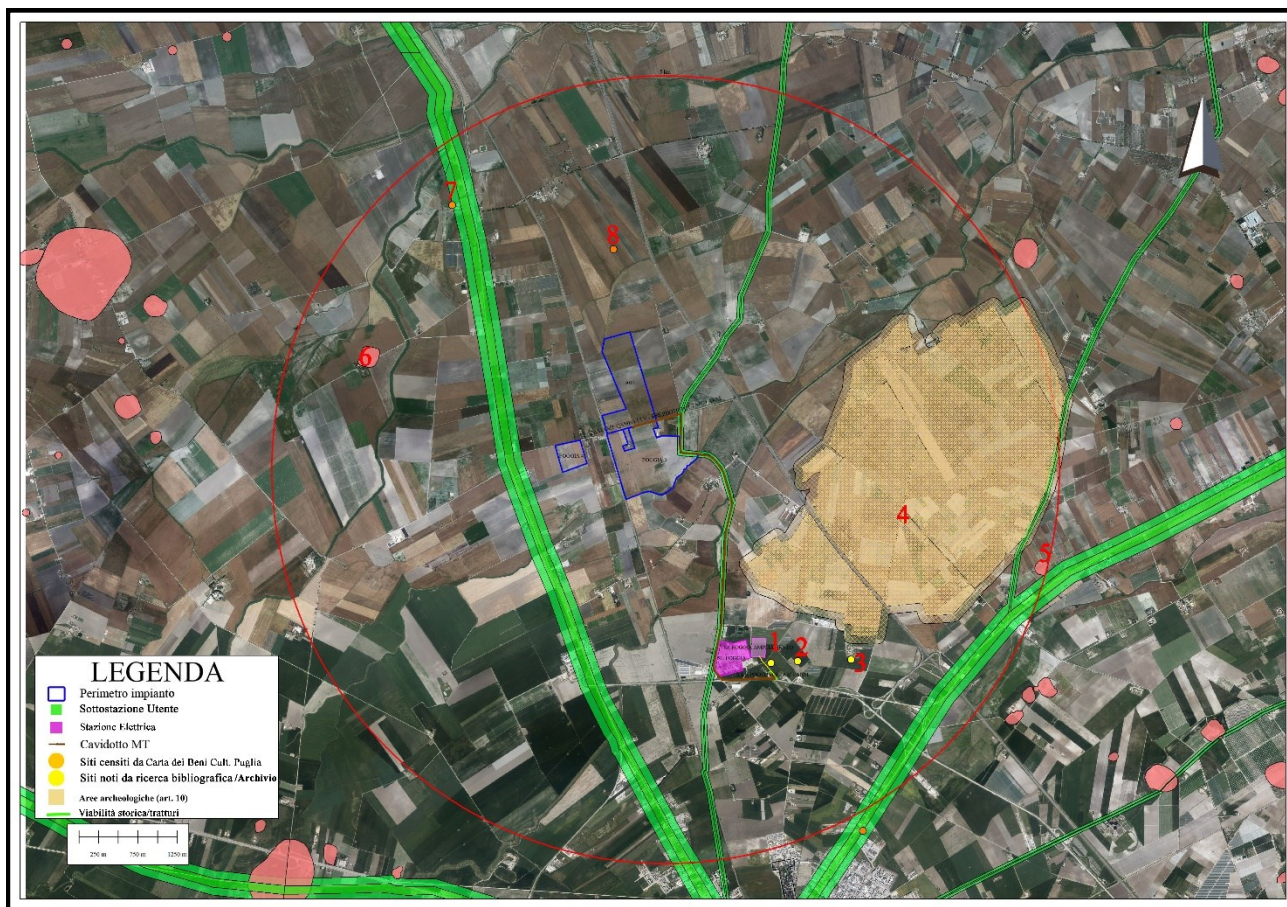 7
8
6
4
5
1
2
3
LEGENDA
Perimetro impianto
Sottostazione Utente
Stazione Elettrica
Cavidotto MT
Siti censiti da Carta dei Beni Cult. Puglia
Siti noti da ricerca bibliografica/Archivio
Aree archeologiche (art. 10)
Viabilità storica/tratturi
250 m 750 m 1250 m